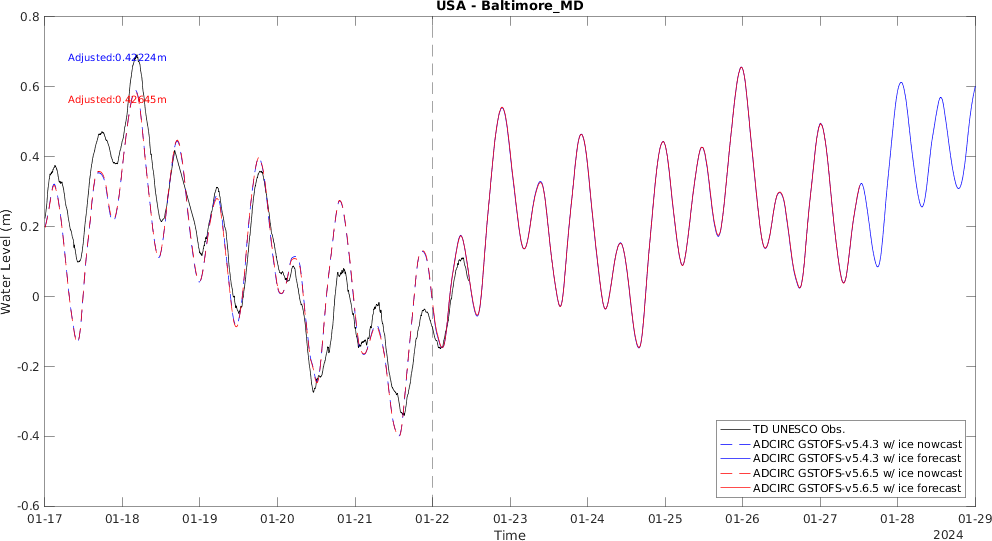 USA - Baltimore_MD
Adjusted:0.42224m
Adjusted:0.42645m
Water Level (m)
0.8
0.6
0.4
0.2
0
-0.2
-0.4
-0.6
TD UNESCO Obs.
ADCIRC GSTOFS-v5.4.3 w/ ice nowcast
ADCIRC GSTOFS-v5.4.3 w/ ice forecast
ADCIRC GSTOFS-v5.6.5 w/ ice nowcast
ADCIRC GSTOFS-v5.6.5 w/ ice forecast
01-17 01-18 01-19 01-20 01-21 01-22 01-23 01-24 01-25 01-26 01-27 01-28 01-29
Time
2024